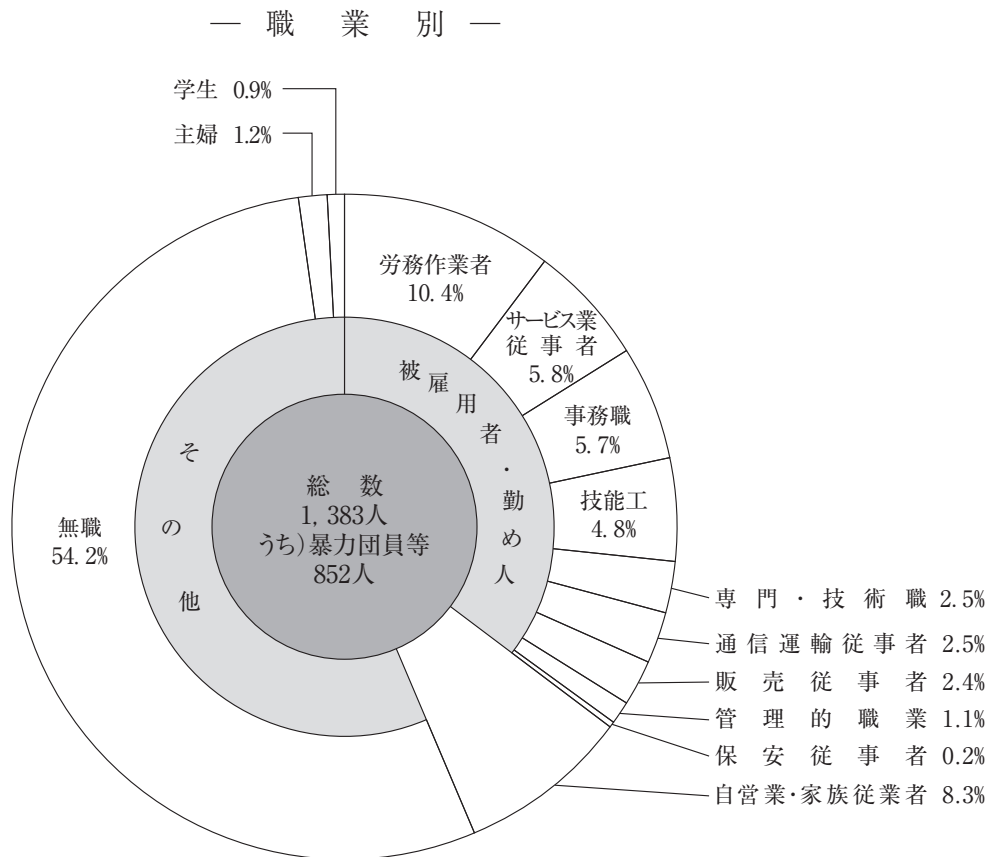 ― 職業別 ―
学生 0.9%
主婦 1.2%
労務作業者
10.4%
サービス業
従事者
5.8%
事務職
5.7%
技能工
4.8%
専門・技術職 2.5%
通信運輸従事者 2.5%
販売従事者 2.4%
管理的職業 1.1%
保安従事者 0.2%
自営業・家族従業者 8.3%
無職
54.2%
被雇用者・勤め人
その他
総数
1,383人
うち)暴力団員等
852人